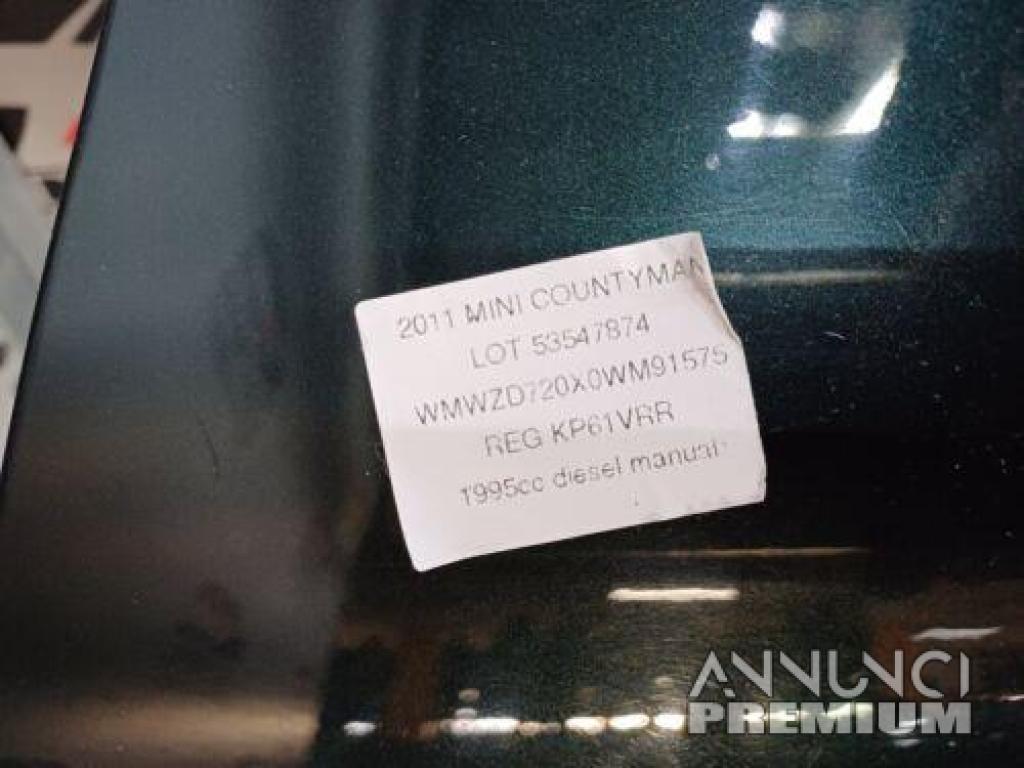 2011 MINI COUNTYMAN
LOT 53547874
WMWZD720X0WM91575
REG KP61VRR
1995cc diesel manual
ANNUNCI
PREMIUM